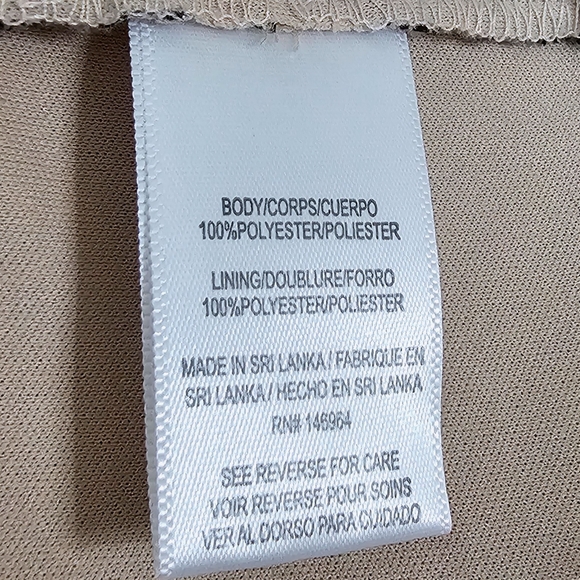 BODY/CORPS/CUERPO
100%POLYESTER/POLIESTER
LINING/DOUBLURE/FORRO
100%POLYESTER/POLIESTER
MADE IN SRI LANKA / FABRIQUE EN
SRI LANKA / HECHO EN SRI LANKA
RN# 146964
SEE REVERSE FOR CARE
VOIR REVERSE POUR SOINS
VER AL DORSO PARA CUIDADO